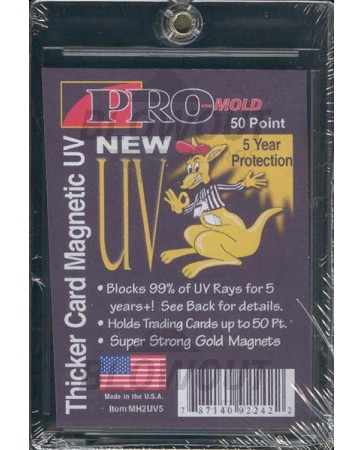 PRO-MOLD
50 Point
NEW
UV
5 Year
Protection
Thicker Card Magnetic UV
• Blocks 99% of UV Rays for 5
years+! See Back for details.
• Holds Trading Cards up to 50 Pt.
• Super Strong Gold Magnets
Made in the U.S.A.
Item#MH2UV5
7 87140 92242 2
BLOWOUT
BLOWOUT